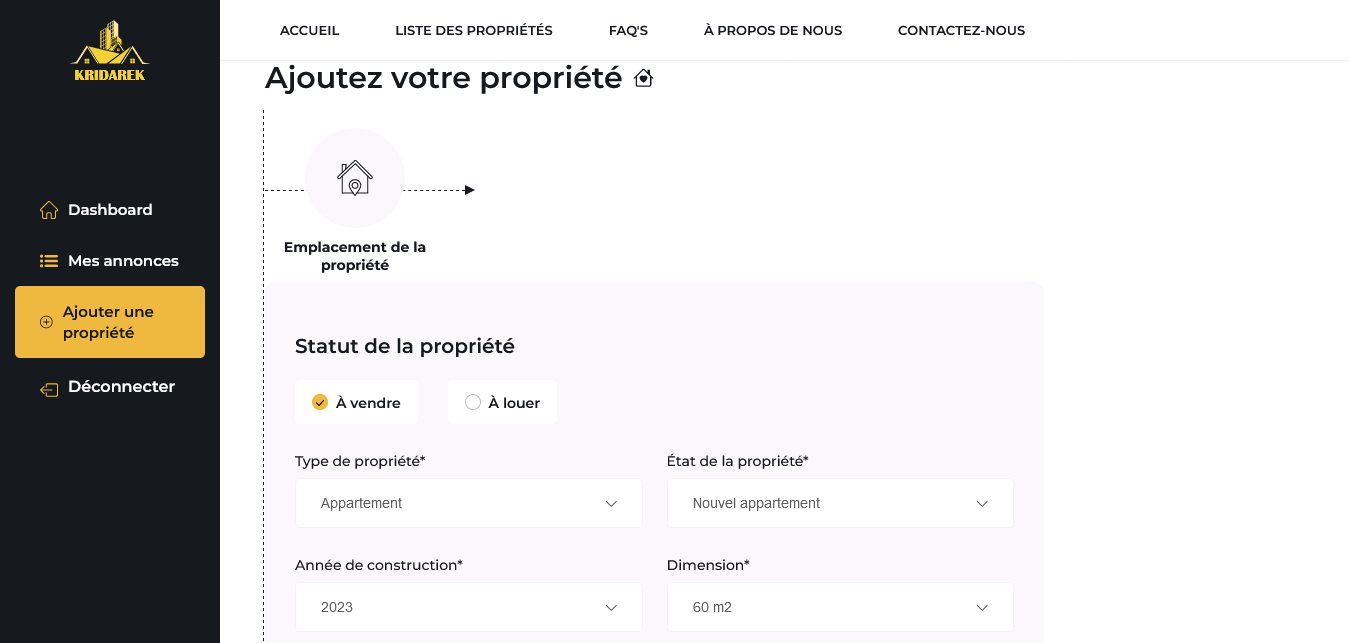 KRIDAREK
ACCUEIL LISTE DES PROPRIÉTÉS FAQ'S À PROPOS DE NOUS CONTACTEZ-NOUS
Dashboard
Mes annonces
Ajouter une
propriété
Déconnecter
Ajoutez votre propriété
Emplacement de la
propriété
Statut de la propriété
À vendre À louer
Type de propriété* État de la propriété*
Appartement Nouvel appartement
Année de construction* Dimension*
2023 60 m2